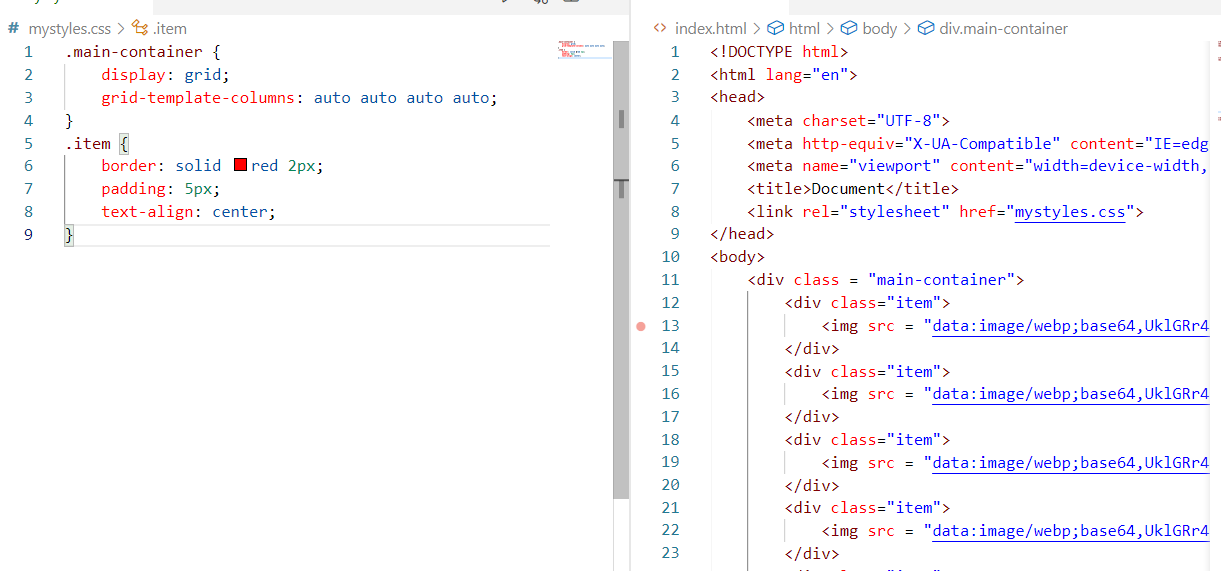 # mystyles.css > .item
1 .main-container {
2 display: grid;
3 grid-template-columns: auto auto auto auto;
4 }
5 .item {
6 border: solid red 2px;
7 padding: 5px;
8 text-align: center;
9 }
<> index.html > html > body > div.main-container
1 <!DOCTYPE html>
2 <html lang="en">
3 <head>
4 <meta charset="UTF-8">
5 <meta http-equiv="X-UA-Compatible" content="IE=edg
6 <meta name="viewport" content="width=device-width,
7 <title>Document</title>
8 <link rel="stylesheet" href="mystyles.css">
9 </head>
10 <body>
11 <div class = "main-container">
12 <div class="item">
13 <img src = "data:image/webp;base64,UklGRr4
14 </div>
15 <div class="item">
16 <img src = "data:image/webp;base64,UklGRr4
17 </div>
18 <div class="item">
19 <img src = "data:image/webp;base64,UklGRr4
20 </div>
21 <div class="item">
22 <img src = "data:image/webp;base64,UklGRr4
23 </div>